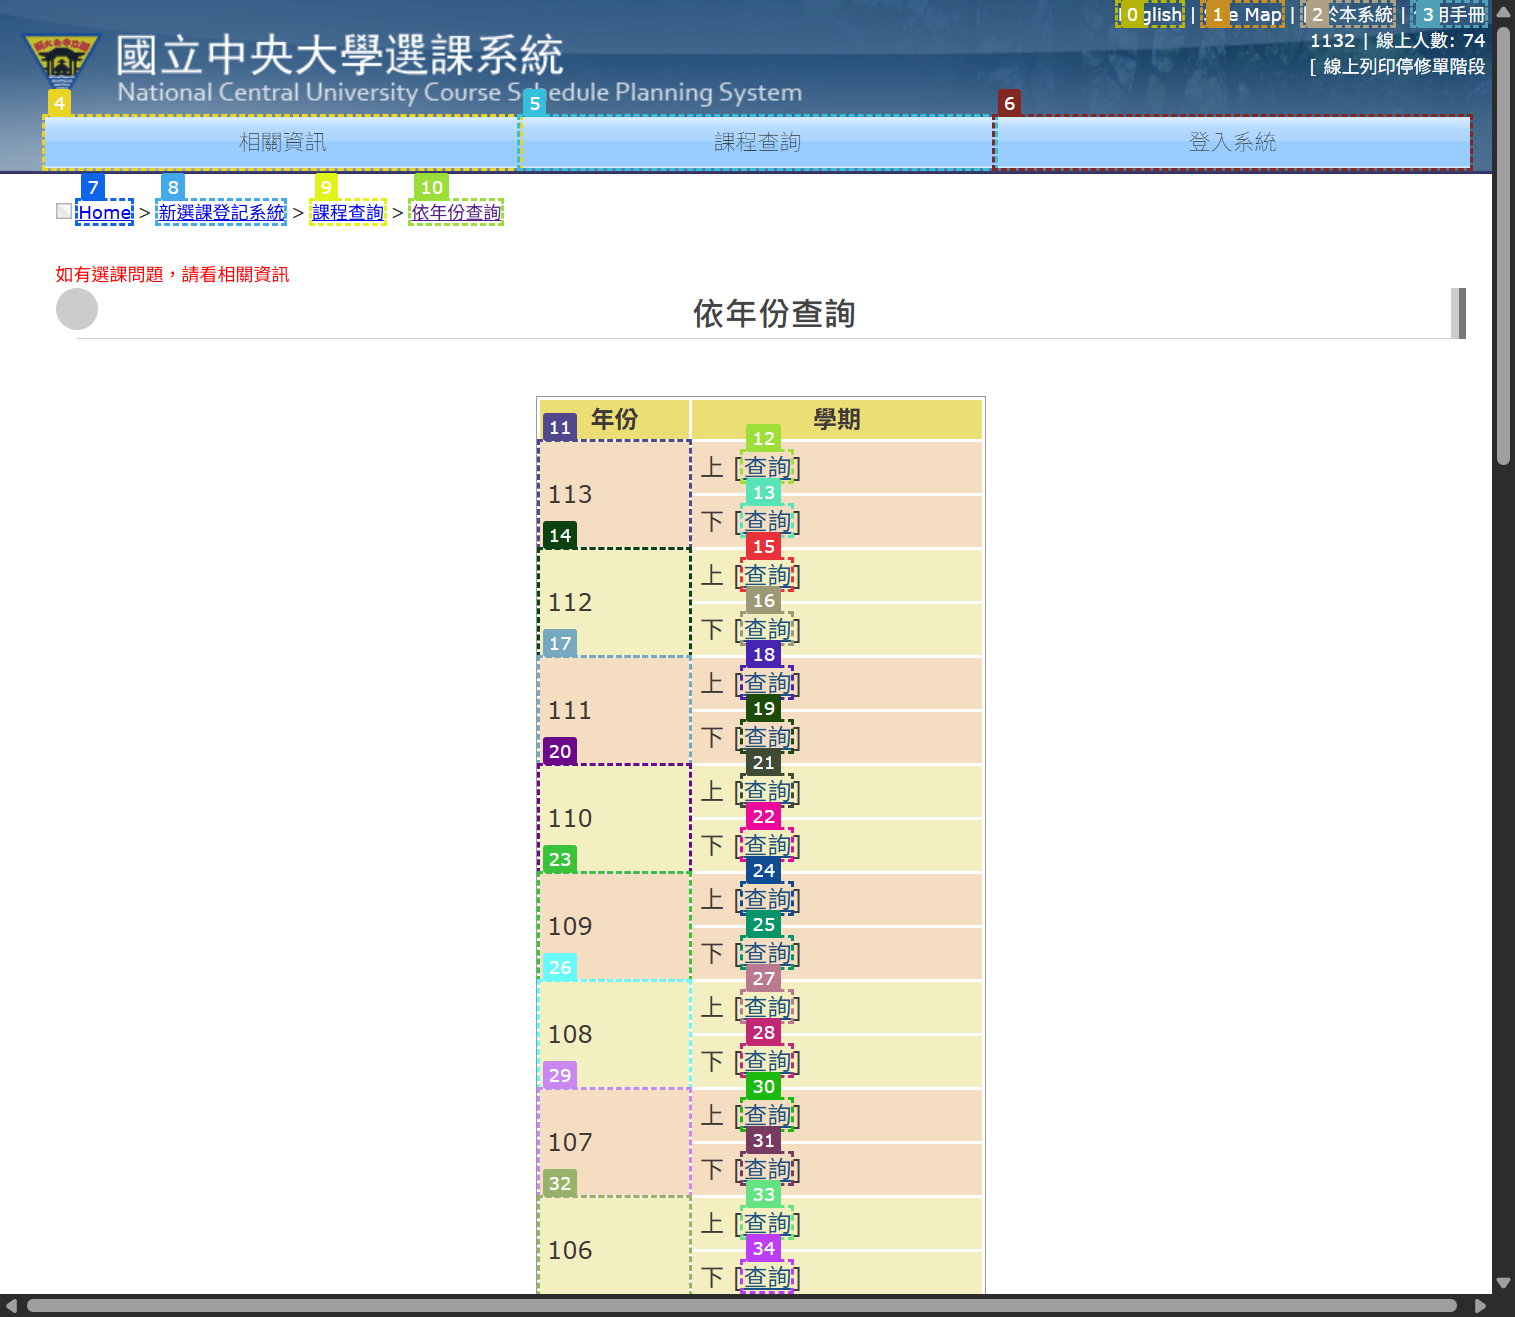 0 1 2 3
glish | e Map | 於本系統 | 用手冊
1132 | 線上人數: 74
[ 線上列印停修單階段
國立中央大學選課系統
National Central University Course Schedule Planning System
4 5 6
相關資訊 課程查詢 登入系統
7 8 9 10
Home > 新選課登記系統 > 課程查詢 > 依年份查詢
如有選課問題，請看相關資訊
依年份查詢
年份 學期
11 12
上 [查詢]
113
13
下 [查詢]
14 15
上 [查詢]
112
16
下 [查詢]
17 18
上 [查詢]
111
19
下 [查詢]
20 21
上 [查詢]
110
22
下 [查詢]
23 24
上 [查詢]
109
25
下 [查詢]
26 27
上 [查詢]
108
28
下 [查詢]
29 30
上 [查詢]
107
31
下 [查詢]
32 33
上 [查詢]
106
34
下 [查詢]